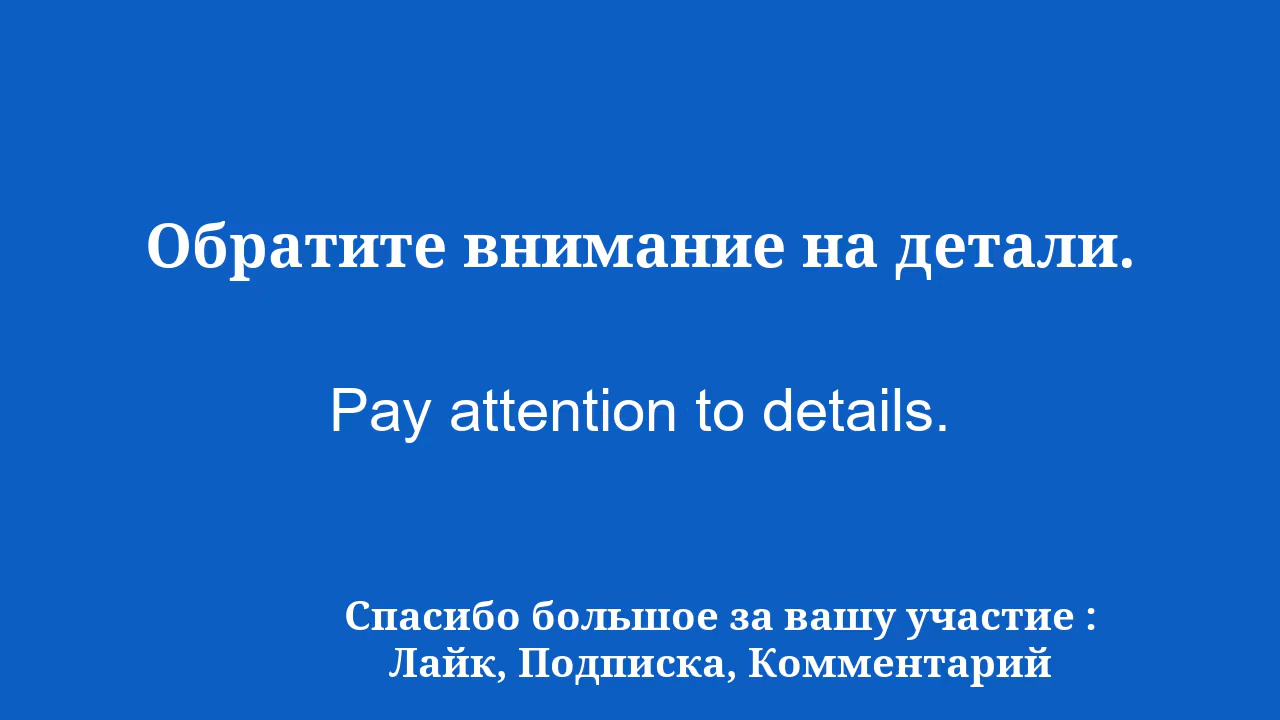 Обратите внимание на детали.
Pay attention to details.
Спасибо большое за вашу участие :
Лайк, Подписка, Комментарий